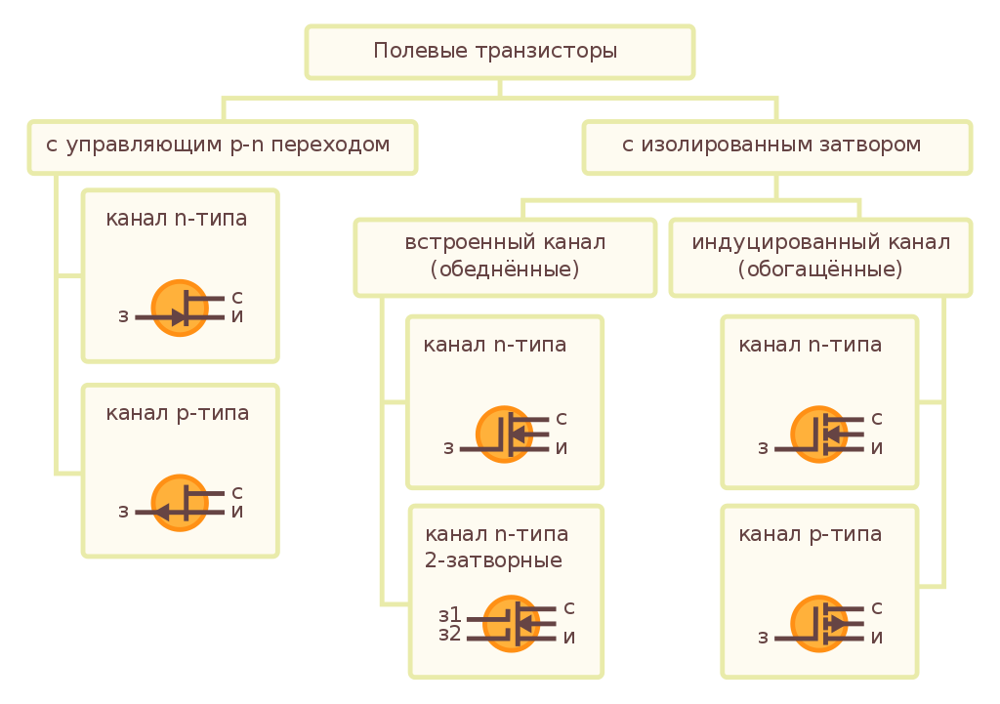 Полевые транзисторы
с управляющим p-n переходом
с изолированным затвором
канал n-типа
с
з
и
канал p-типа
с
з
и
встроенный канал
(обеднённые)
канал n-типа
с
з
и
канал n-типа
2-затворные
з1
з2
с
и
индуцированный канал
(обогащённые)
канал n-типа
с
з
и
канал p-типа
с
з
и